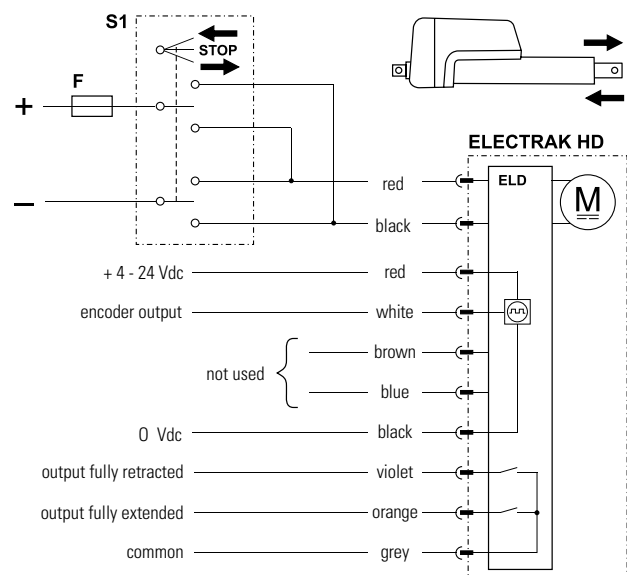 S1
STOP
F
+
−
ELECTRAK HD
red
ELD
M
black
+ 4 - 24 Vdc
red
encoder output
white
brown
not used
blue
0 Vdc
black
output fully retracted
violet
output fully extended
orange
common
grey